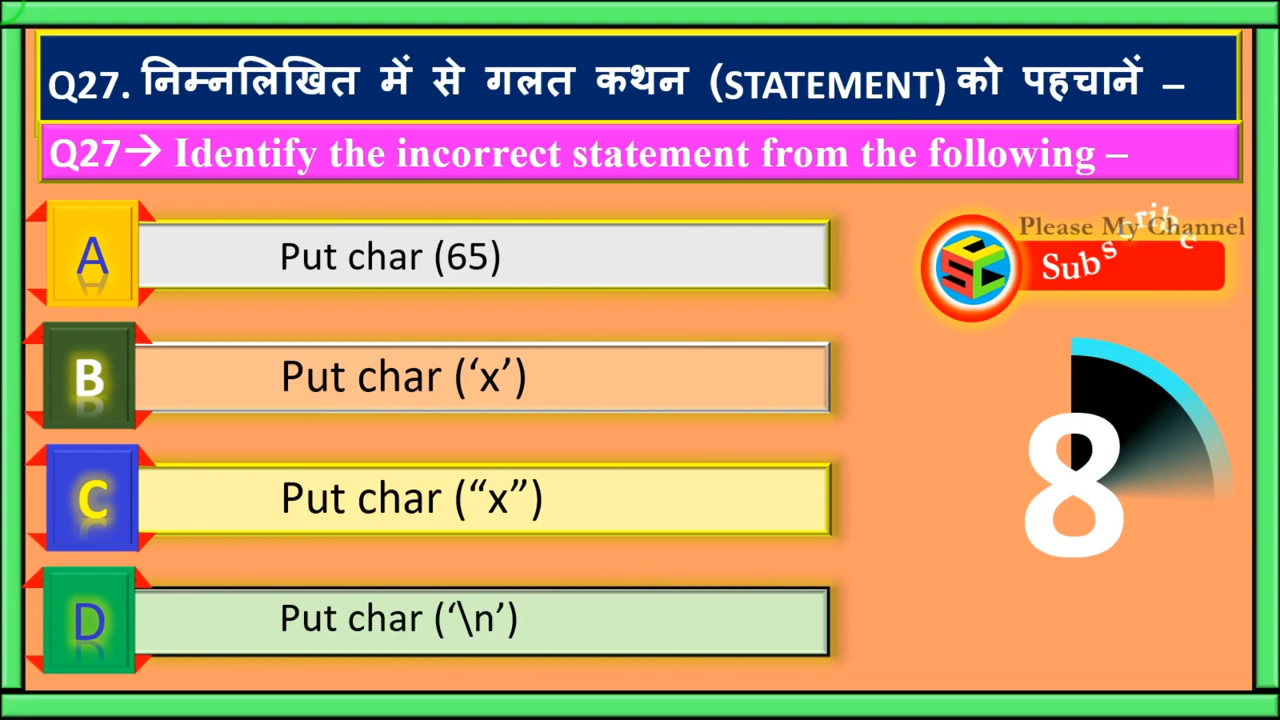 Q27. निम्नलिखित में से गलत कथन (STATEMENT) को पहचानें –
Q27→ Identify the incorrect statement from the following –
A
Put char (65)
Please My Channel
Subscribe
B
Put char (‘x’)
8
C
Put char (“x”)
D
Put char (‘\n’)